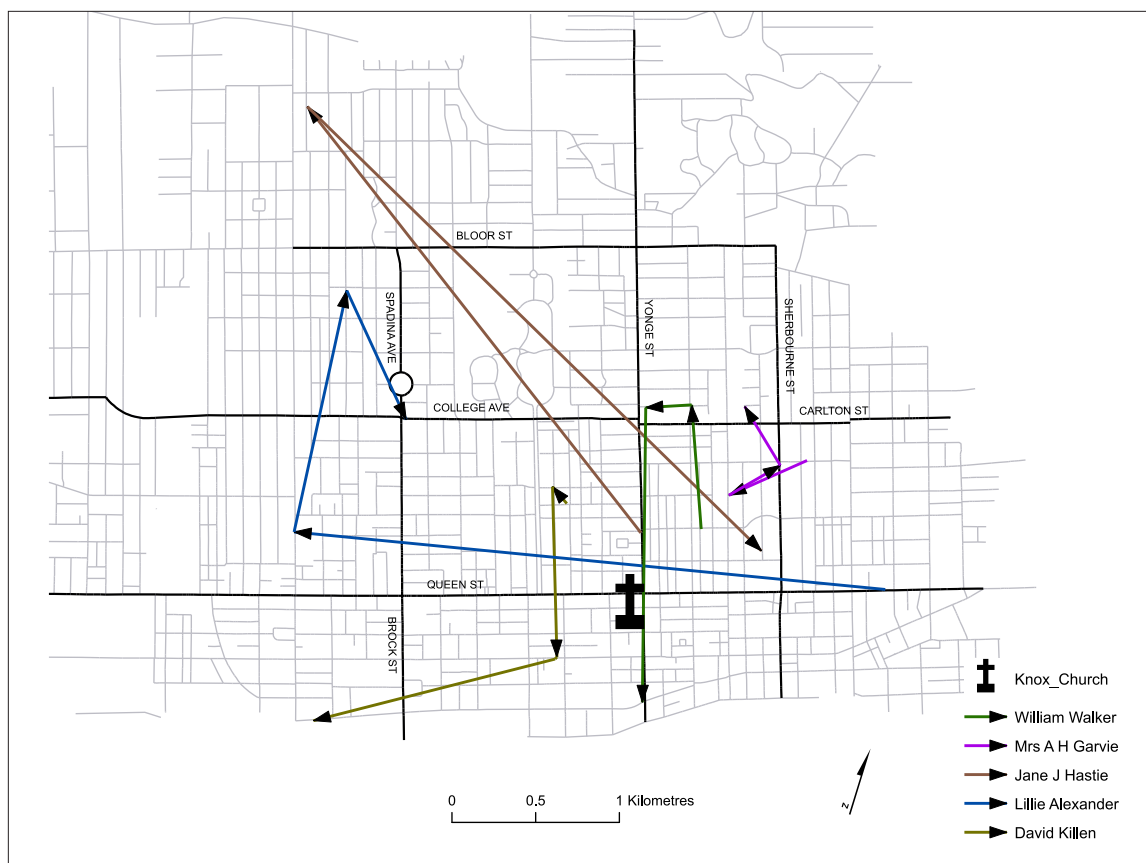 BLOOR ST
SPADINA AVE
YONGE ST
SHERBOURNE ST
COLLEGE AVE
CARLTON ST
QUEEN ST
BROCK ST
Knox_Church
William Walker
Mrs A H Garvie
Jane J Hastie
Lillie Alexander
David Killen
0 0.5 1 Kilometres
N